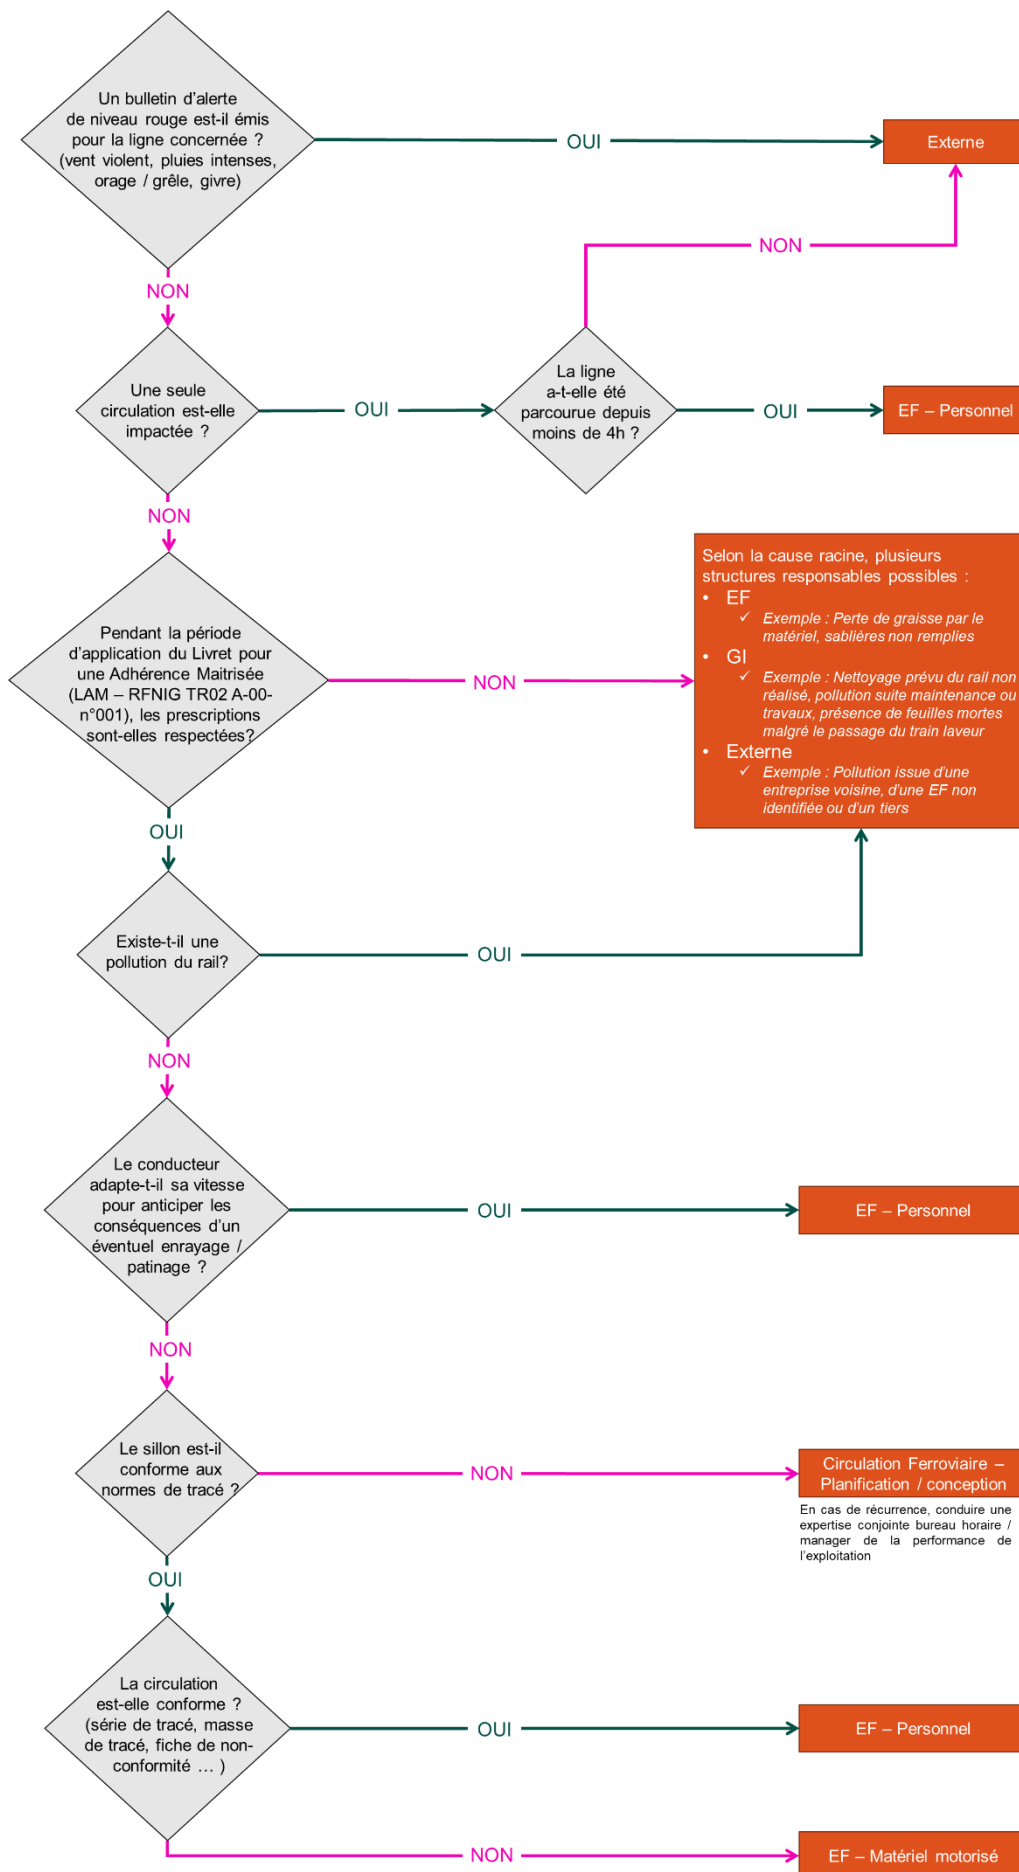 Un bulletin d'alerte
de niveau rouge est-il émis
pour la ligne concernée ?
(vent violent, pluies intenses,
orage / grêle, givre)
OUI
Externe
NON
NON
Une seule
circulation est-elle
impactée ?
OUI
La ligne
a-t-elle été
parcourue depuis
moins de 4h ?
OUI
EF – Personnel
NON
Pendant la période
d'application du Livret pour
une Adhérence Maitrisée
(LAM – RFNIG TR02 A-00-
n°001), les prescriptions
sont-elles respectées?
NON
Selon la cause racine, plusieurs
structures responsables possibles :
• EF
✓ Exemple : Perte de graisse par le
matériel, sablières non remplies
• GI
✓ Exemple : Nettoyage prévu du rail non
réalisé, pollution suite maintenance ou
travaux, présence de feuilles mortes
malgré le passage du train laveur
• Externe
✓ Exemple : Pollution issue d'une
entreprise voisine, d'une EF non
identifiée ou d'un tiers
OUI
Existe-t-il une
pollution du rail?
OUI
NON
Le conducteur
adapte-t-il sa vitesse
pour anticiper les
conséquences d'un
éventuel enrayage /
patinage ?
OUI
EF – Personnel
NON
Le sillon est-il
conforme aux
normes de tracé ?
NON
Circulation Ferroviaire –
Planification / conception
En cas de récurrence, conduire une
expertise conjointe bureau horaire /
manager de la performance de
l'exploitation
OUI
La circulation
est-elle conforme ?
(série de tracé, masse
de tracé, fiche de non-
conformité … )
OUI
EF – Personnel
NON
EF – Matériel motorisé